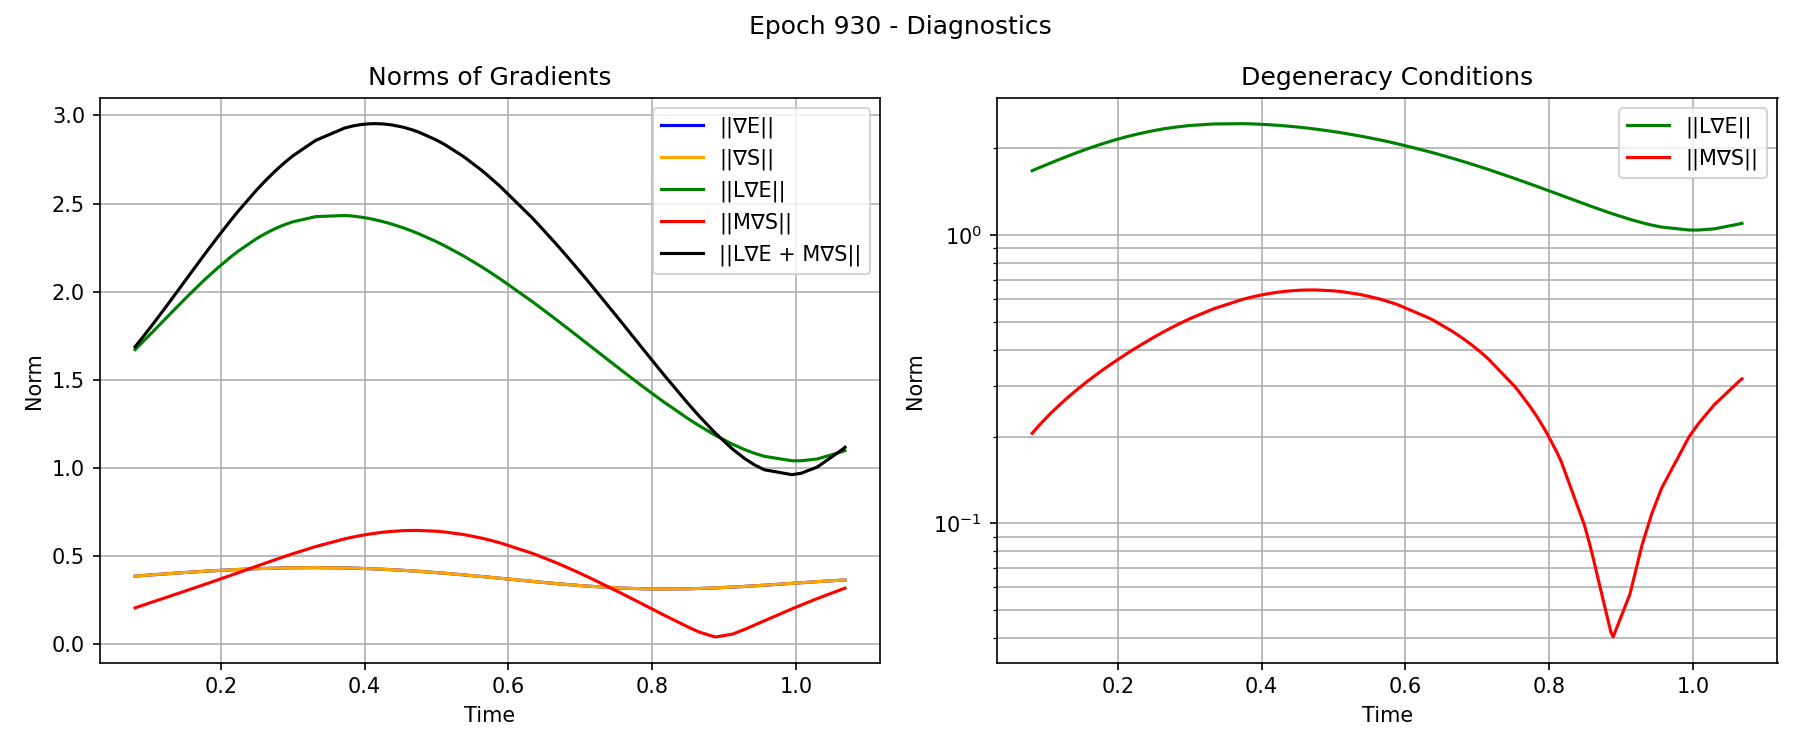 Epoch 930 - Diagnostics
Norms of Gradients
3.0
2.5
2.0
1.5
1.0
0.5
0.0
Norm
0.2
0.4
0.6
0.8
1.0
Time
||∇E||
||∇S||
||L∇E||
||M∇S||
||L∇E + M∇S||
Degeneracy Conditions
10⁰
10⁻¹
Norm
0.2
0.4
0.6
0.8
1.0
Time
||L∇E||
||M∇S||